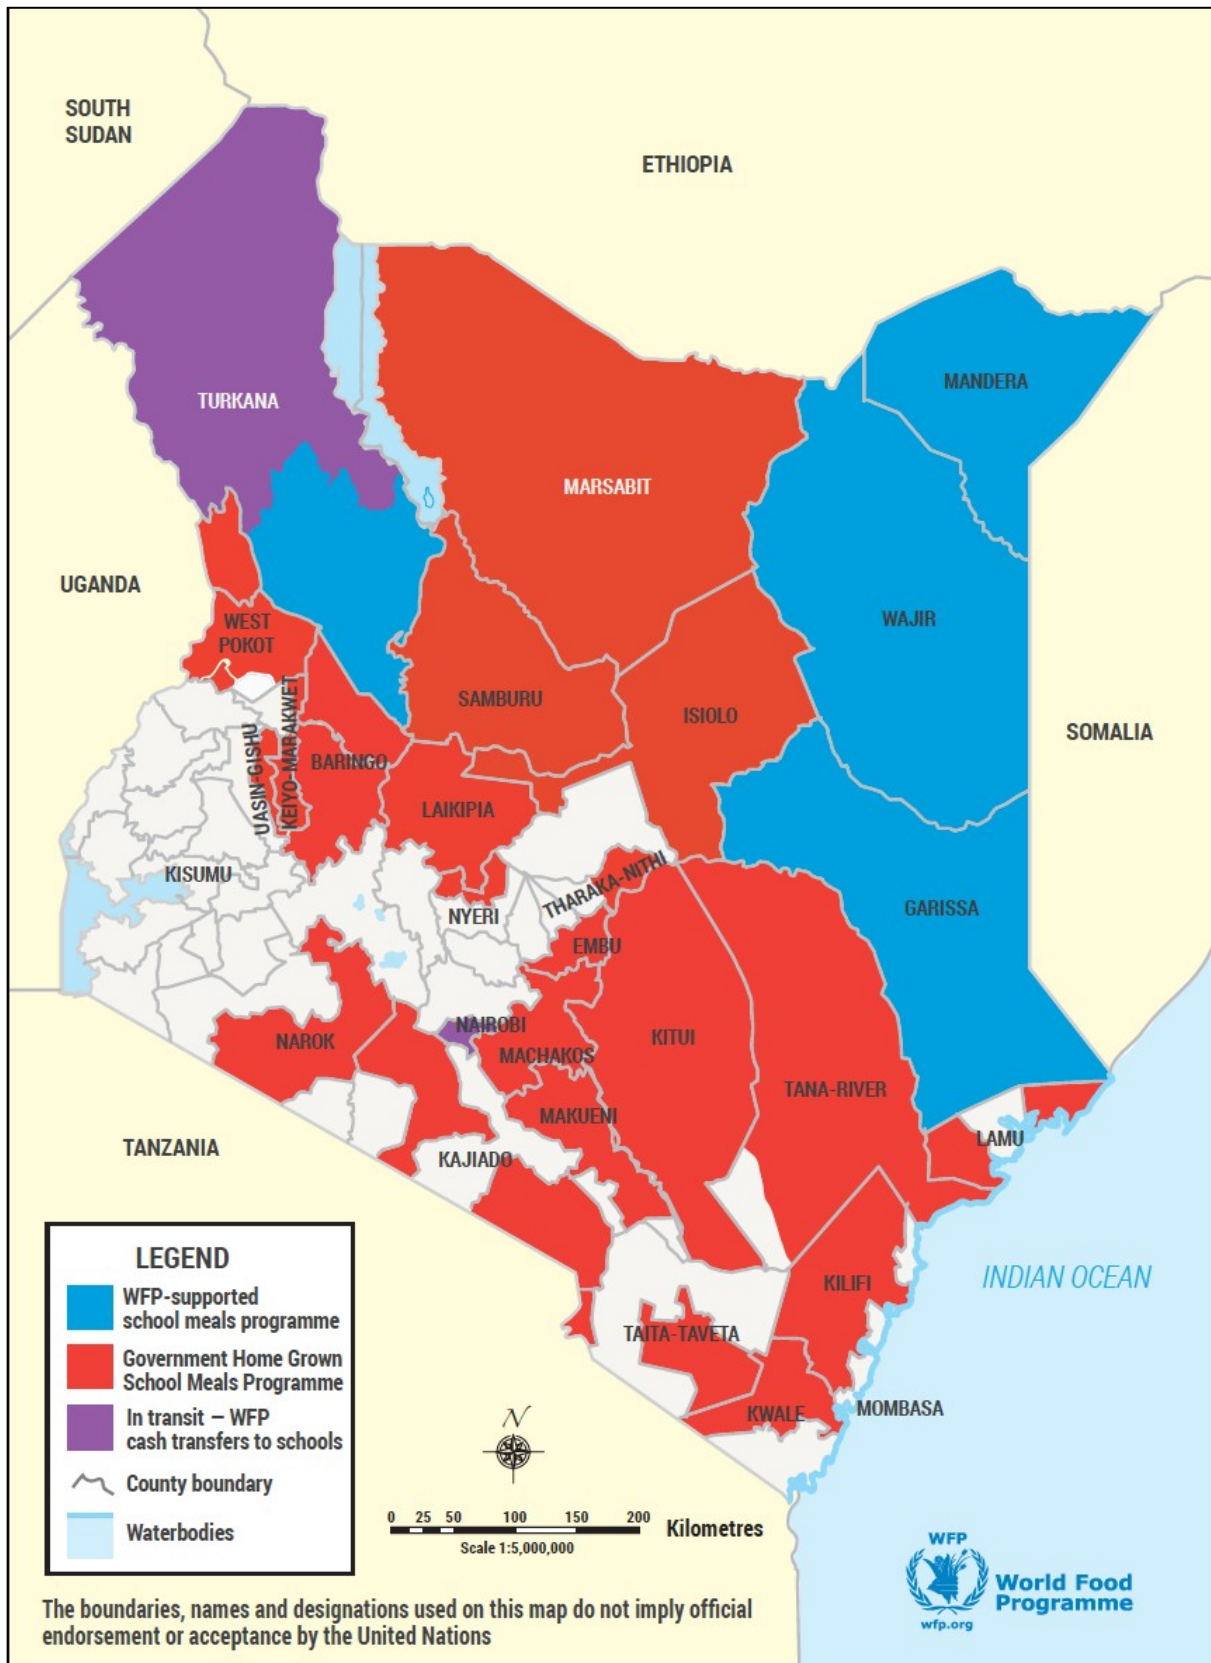 SOUTH
SUDAN
ETHIOPIA
MANDERA
TURKANA
MARSABIT
UGANDA
WEST
POKOT
WAJIR
SAMBURU
ISIOLO
SOMALIA
UASIN-GISHU
KEIYO-MARAKWET
BARINGO
LAIKIPIA
KISUMU
THARAKA-NITHI
NYERI
GARISSA
EMBU
NAIROBI
NAROK
MACHAKOS
KITUI
TANA-RIVER
MAKUENI
LAMU
TANZANIA
KAJIADO
INDIAN OCEAN
KILIFI
TAITA-TAVETA
KWALE
MOMBASA
LEGEND
WFP-supported
school meals programme
Government Home Grown
School Meals Programme
In transit – WFP
cash transfers to schools
County boundary
Waterbodies
N
0 25 50 100 150 200
Kilometres
Scale 1:5,000,000
WFP
World Food
Programme
wfp.org
The boundaries, names and designations used on this map do not imply official
endorsement or acceptance by the United Nations